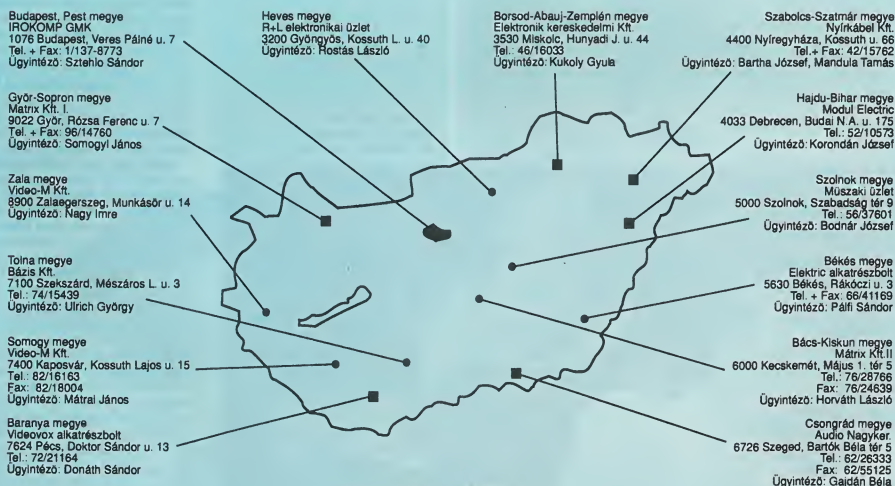 Budapest, Pest megye
IROKOMP GMK
1076 Budapest, Veres Pálné u. 7
Tel. + Fax: 1/137-8773
Ügyintéző: Sztehlo Sándor
Heves megye
R+L elektronikai üzlet
3200 Gyöngyös, Kossuth L. u. 40
Ügyintéző: Rostás László
Borsod-Abauj-Zemplén megye
Elektronik kereskedelmi Kft.
3530 Miskolc, Hunyadi J. u. 44
Tel.: 46/16033
Ügyintéző: Kukoly Gyula
Szabolcs-Szatmár megye
Nyírkábel Kft.
4400 Nyíregyháza, Kossuth u. 66
Tel.+ Fax: 42/15762
Ügyintéző: Bartha József, Mandula Tamás
Győr-Sopron megye
Matrix Kft. I.
9022 Győr, Rózsa Ferenc u. 7
Tel. + Fax: 96/14760
Ügyintéző: Somogyi János
Hajdu-Bihar megye
Modul Electric
4033 Debrecen, Budai N.A. u. 175
Tel.: 52/10573
Ügyintéző: Korondán József
Zala megye
Video-M Kft.
8900 Zalaegerszeg, Munkásőr u. 14
Ügyintéző: Nagy Imre
Szolnok megye
Műszaki üzlet
5000 Szolnok, Szabadság tér 9
Tel.: 56/37601
Ügyintéző: Bodnár József
Tolna megye
Bázis Kft.
7100 Szekszárd, Mészáros L. u. 3
Tel.: 74/15439
Ügyintéző: Ulrich György
Békés megye
Elektric alkatrészbolt
5630 Békés, Rákóczi u. 3
Tel. + Fax: 66/41169
Ügyintéző: Pálfi Sándor
Somogy megye
Video-M Kft.
7400 Kaposvár, Kossuth Lajos u. 15
Tel.: 82/16163
Fax: 82/18004
Ügyintéző: Mátrai János
Bács-Kiskun megye
Mátrix Kft.II
6000 Kecskemét, Május 1. tér 5
Tel.: 76/28766
Fax: 76/24639
Ügyintéző: Horváth László
Baranya megye
Videovox alkatrészbolt
7624 Pécs, Doktor Sándor u. 13
Tel.: 72/21164
Ügyintéző: Donáth Sándor
Csongrád megye
Audio Nagyker.
6726 Szeged, Bartók Béla tér 5
Tel.: 62/26333
Fax: 62/55125
Ügyintéző: Gajdán Béla